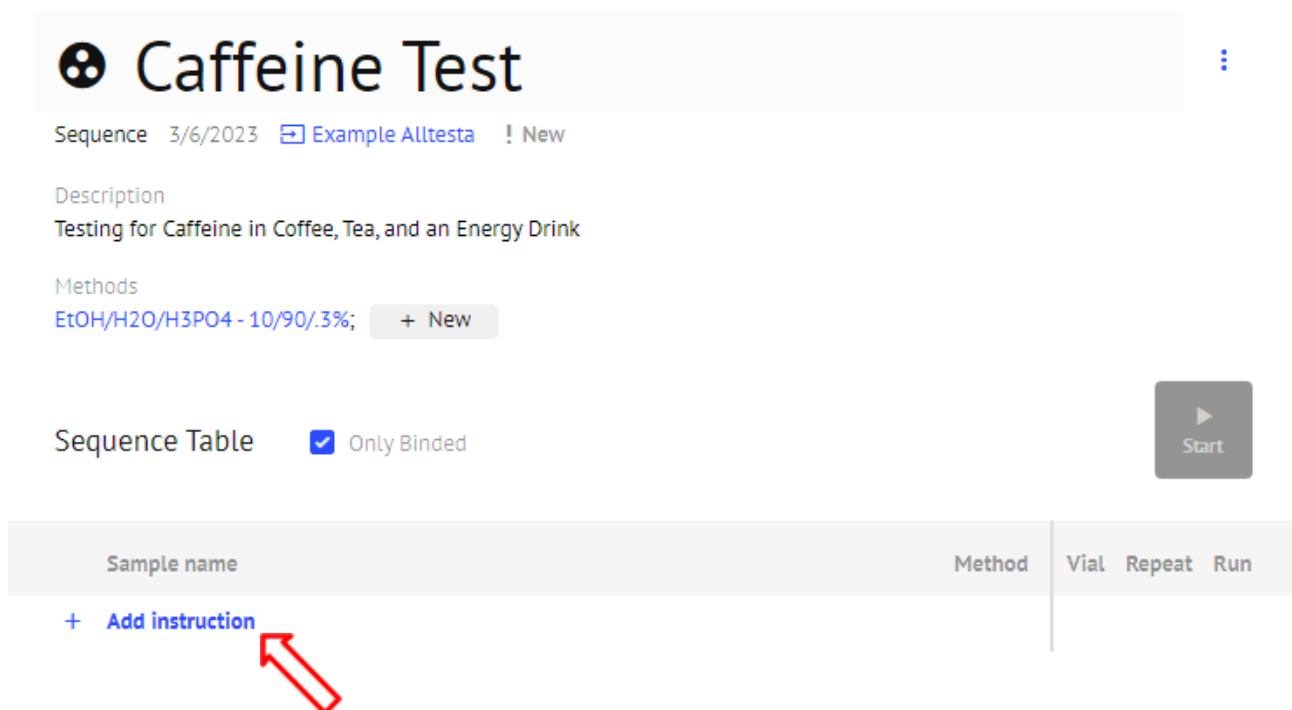 Caffeine Test
Sequence 3/6/2023 Example Alltesta ! New
Description
Testing for Caffeine in Coffee, Tea, and an Energy Drink
Methods
EtOH/H2O/H3PO4 - 10/90/.3%; + New
Sequence Table Only Binded
Start
Sample name Method Vial Repeat Run
+ Add instruction